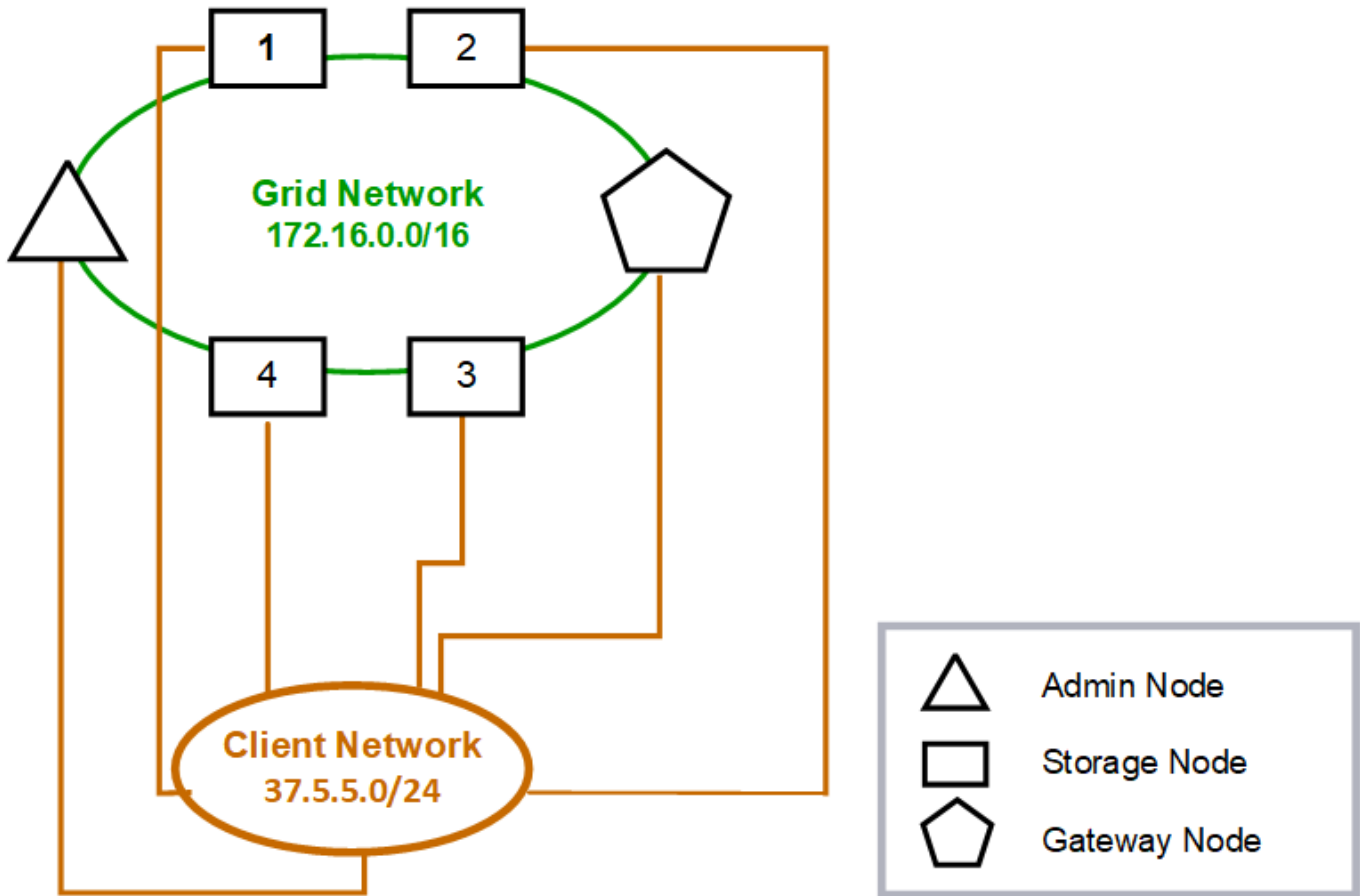 1
2
Grid Network
172.16.0.0/16
4
3
Client Network
37.5.5.0/24
Admin Node
Storage Node
Gateway Node